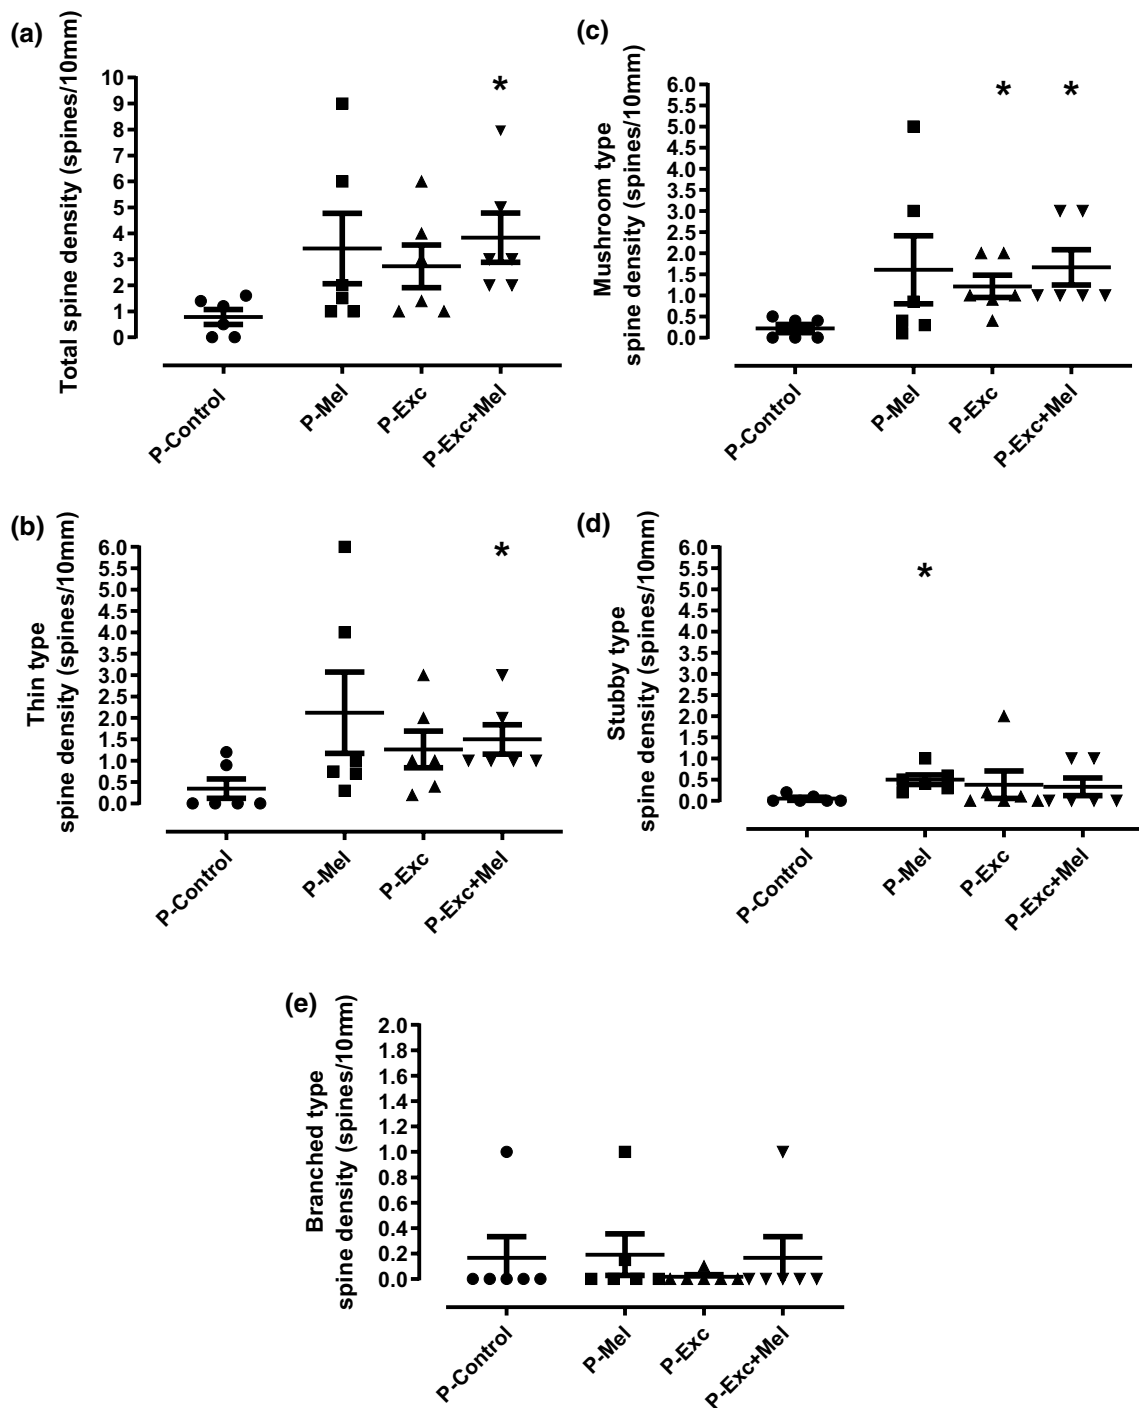 (a)
Total spine density (spines/10mm)
10
9
8
7
6
5
4
3
2
1
0
*
P-Control
P-Mel
P-Exc
P-Exc+Mel
(c)
Mushroom type
spine density (spines/10mm)
6.0
5.5
5.0
4.5
4.0
3.5
3.0
2.5
2.0
1.5
1.0
0.5
0.0
* *
P-Control
P-Mel
P-Exc
P-Exc+Mel
(b)
Thin type
spine density (spines/10mm)
6.0
5.5
5.0
4.5
4.0
3.5
3.0
2.5
2.0
1.5
1.0
0.5
0.0
*
P-Control
P-Mel
P-Exc
P-Exc+Mel
(d)
Stubby type
spine density (spines/10mm)
6.0
5.5
5.0
4.5
4.0
3.5
3.0
2.5
2.0
1.5
1.0
0.5
0.0
*
P-Control
P-Mel
P-Exc
P-Exc+Mel
(e)
Branched type
spine density (spines/10mm)
2.0
1.8
1.6
1.4
1.2
1.0
0.8
0.6
0.4
0.2
0.0
P-Control
P-Mel
P-Exc
P-Exc+Mel